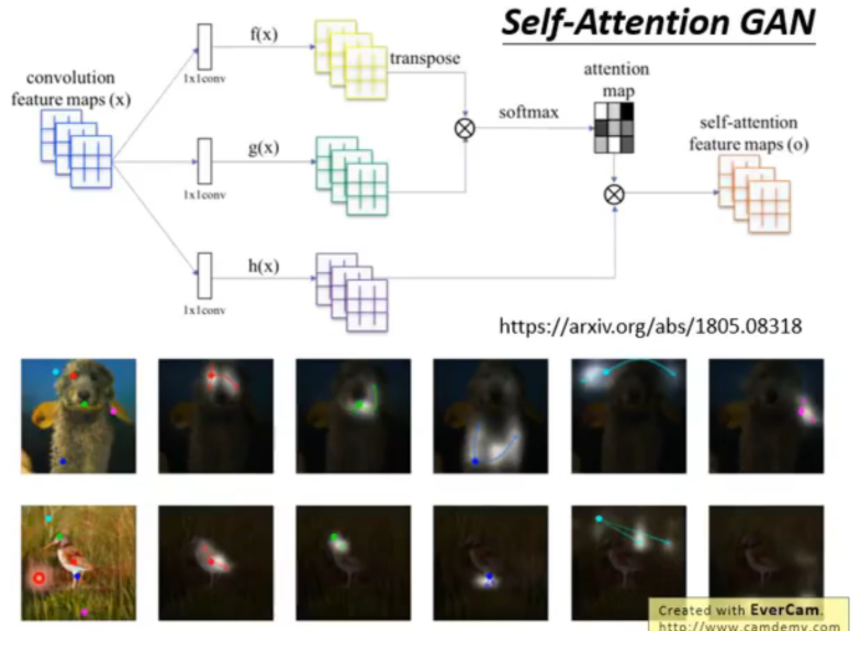 Self-Attention GAN
f(x)
transpose
1x1conv
convolution
feature maps (x)
attention
map
softmax
self-attention
feature maps (o)
g(x)
1x1conv
h(x)
1x1conv
https://arxiv.org/abs/1805.08318
Created with EverCam.
http://www.camdemy.com